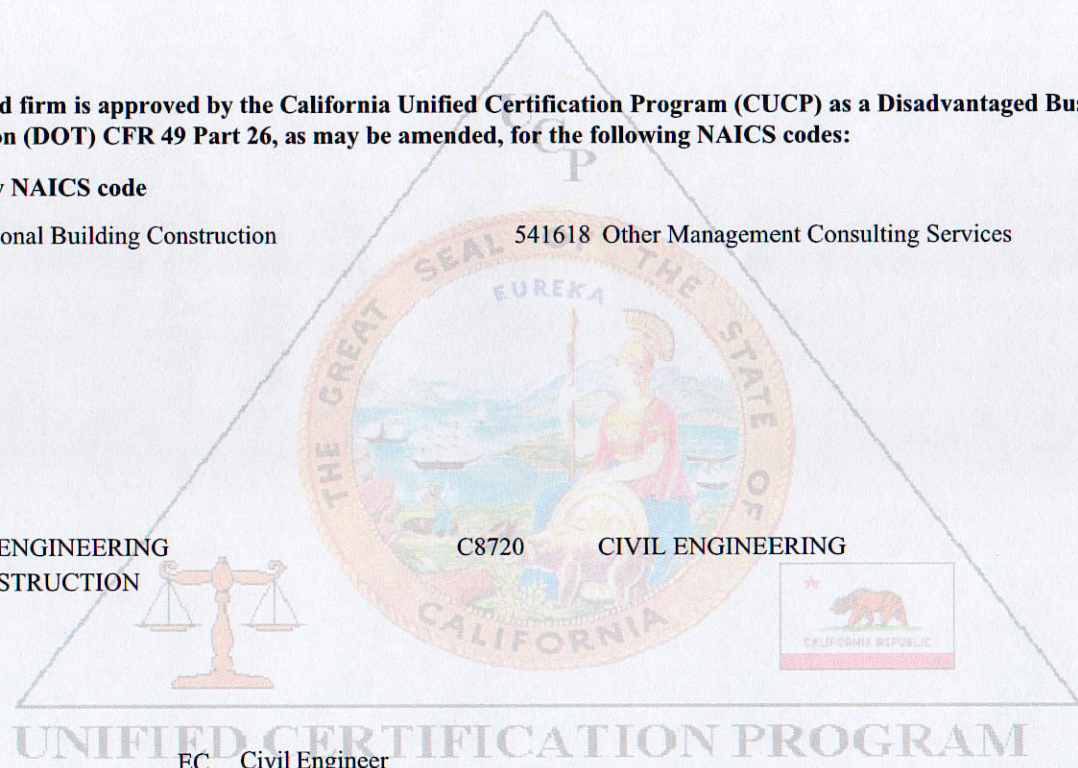 UCP
d firm is approved by the California Unified Certification Program (CUCP) as a Disadvantaged Bus
on (DOT) CFR 49 Part 26, as may be amended, for the following NAICS codes:
y NAICS code
onal Building Construction 541618 Other Management Consulting Services
THE GREAT SEAL OF THE STATE OF CALIFORNIA
EUREKA
ENGINEERING C8720 CIVIL ENGINEERING
STRUCTION
CALIFORNIA REPUBLIC
UNIFIED CERTIFICATION PROGRAM
EC Civil Engineer